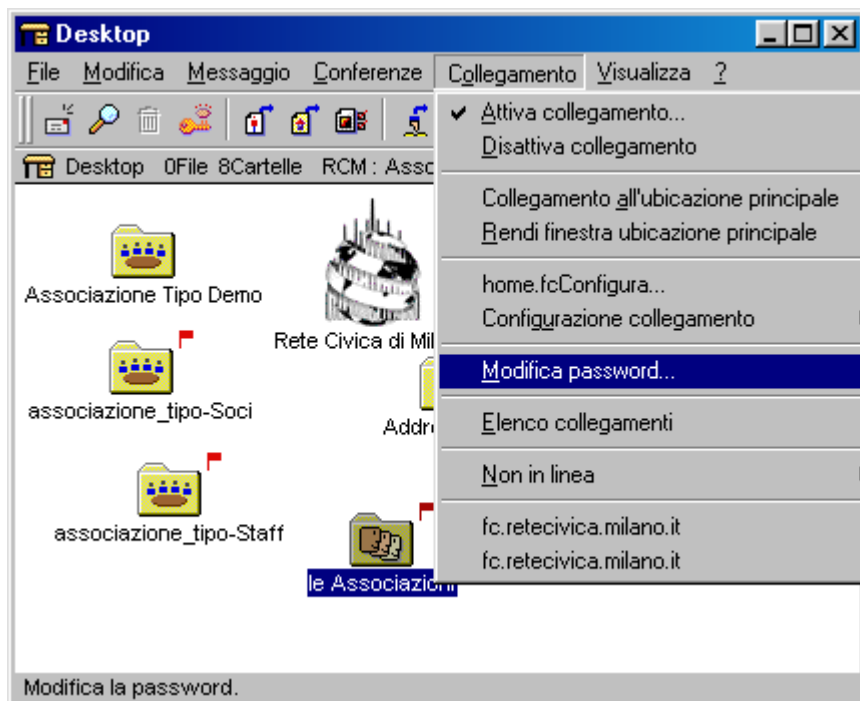 Desktop
File Modifica Messaggio Conferenze Collegamento Visualizza ?
Desktop 0File 8Cartelle RCM : Asso
Attiva collegamento...
Disattiva collegamento
Collegamento all'ubicazione principale
Rendi finestra ubicazione principale
home.fcConfigura...
Configurazione collegamento
Modifica password...
Elenco collegamenti
Non in linea
fc.retecivica.milano.it
fc.retecivica.milano.it
Associazione Tipo Demo
Rete Civica di Mil
associazione_tipo-Soci
Addr
associazione_tipo-Staff
le Associazioni
Modifica la password.